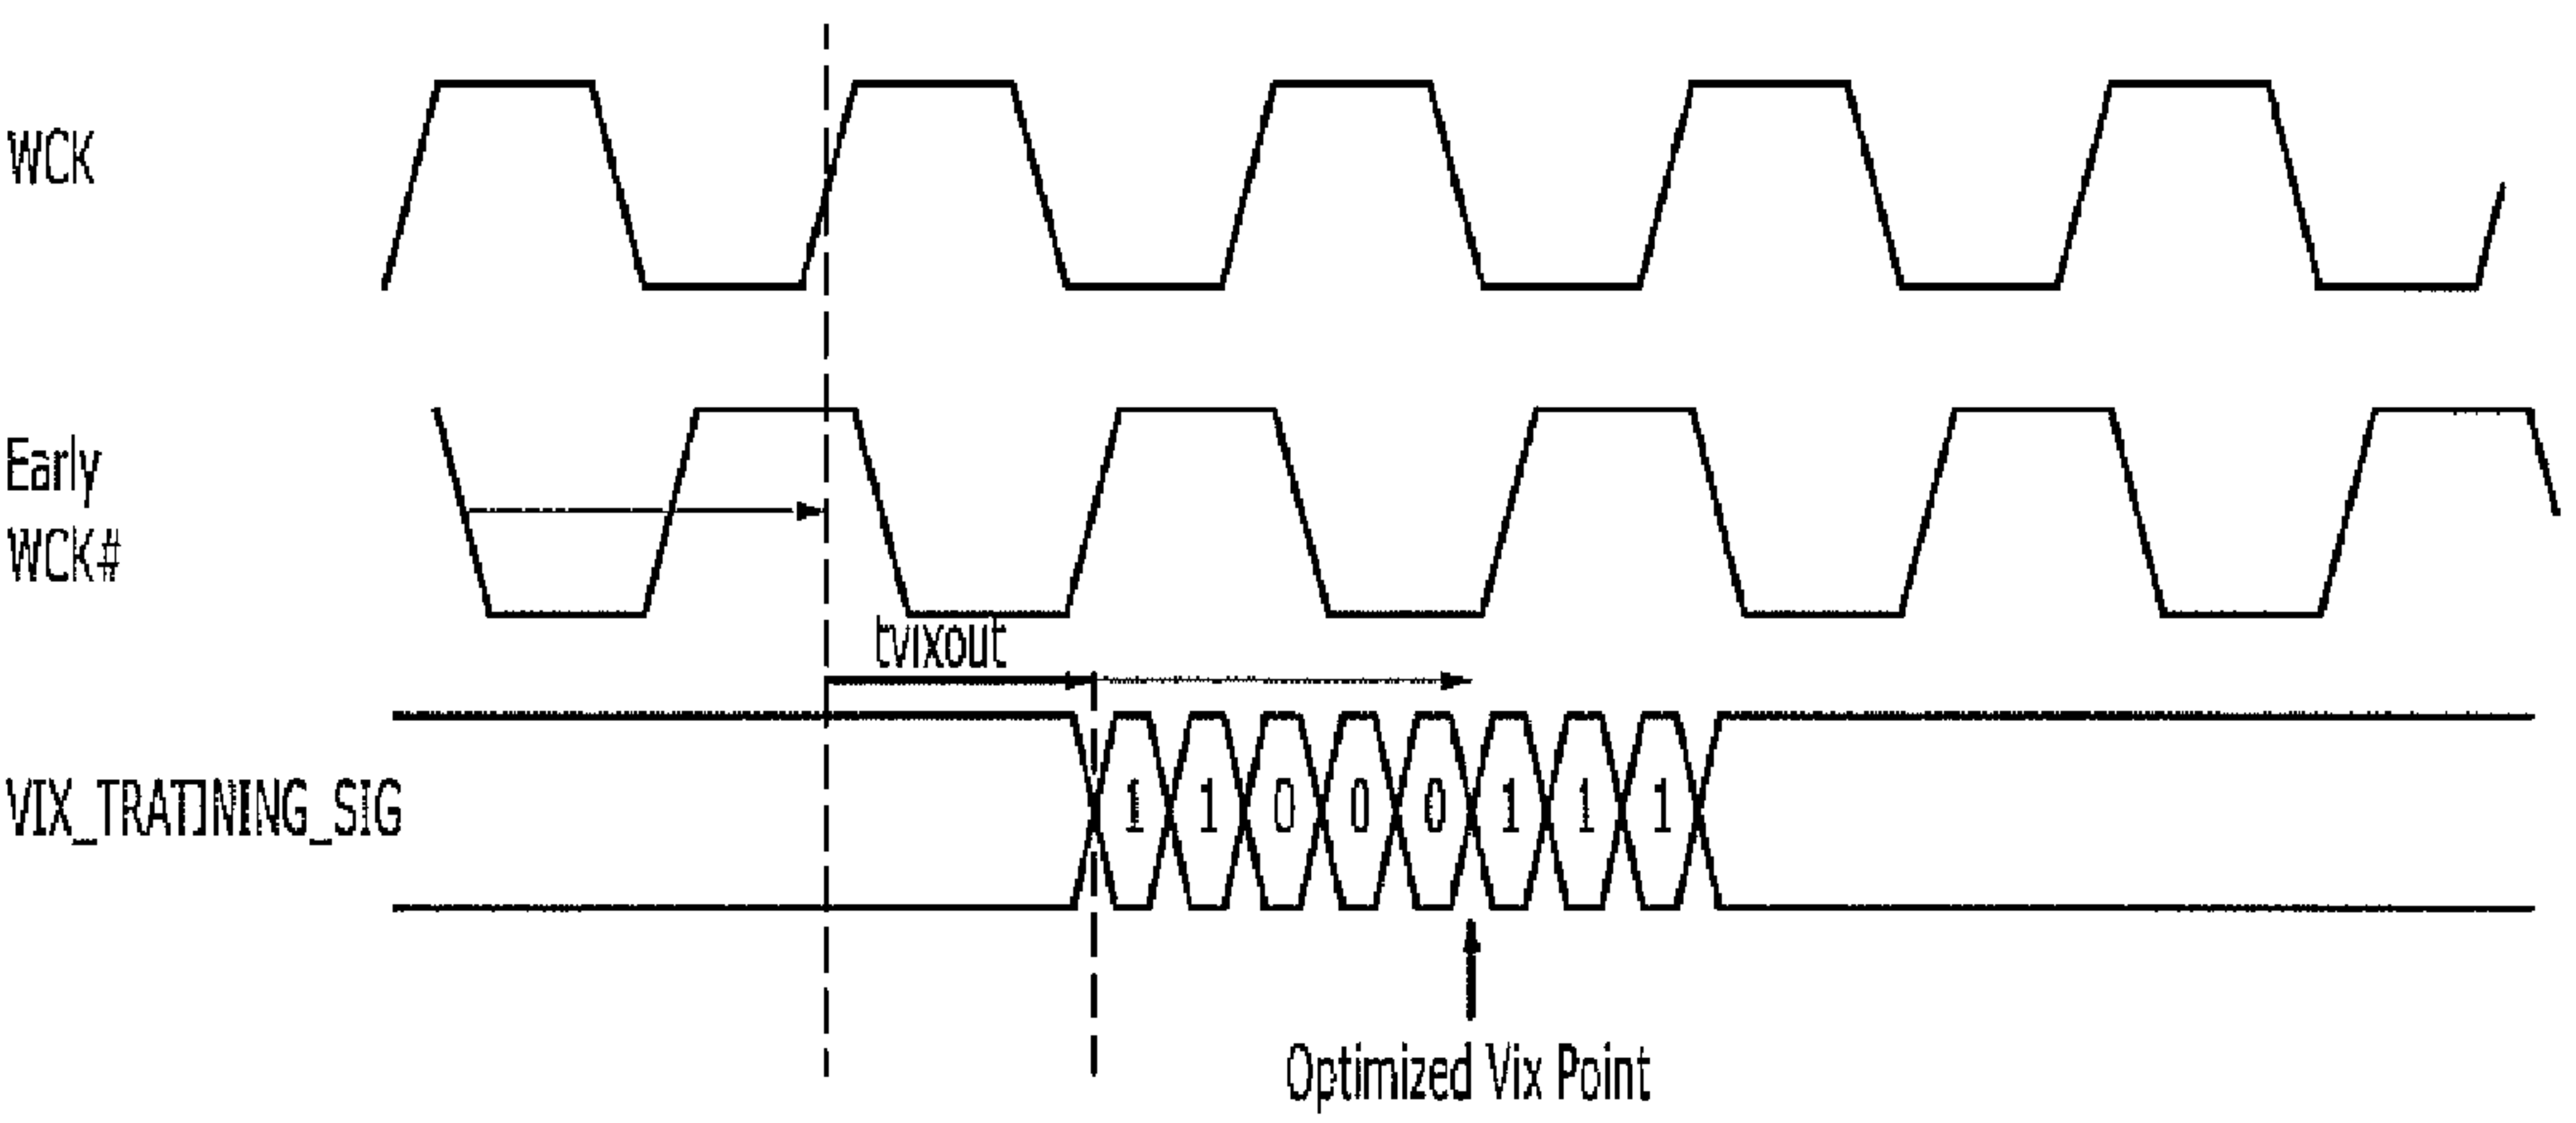 WCK
Early
WCK#
tvixout
VIX_TRATINING_SIG
1 1 0 0 0 1 1 1
Optimized Vix Point